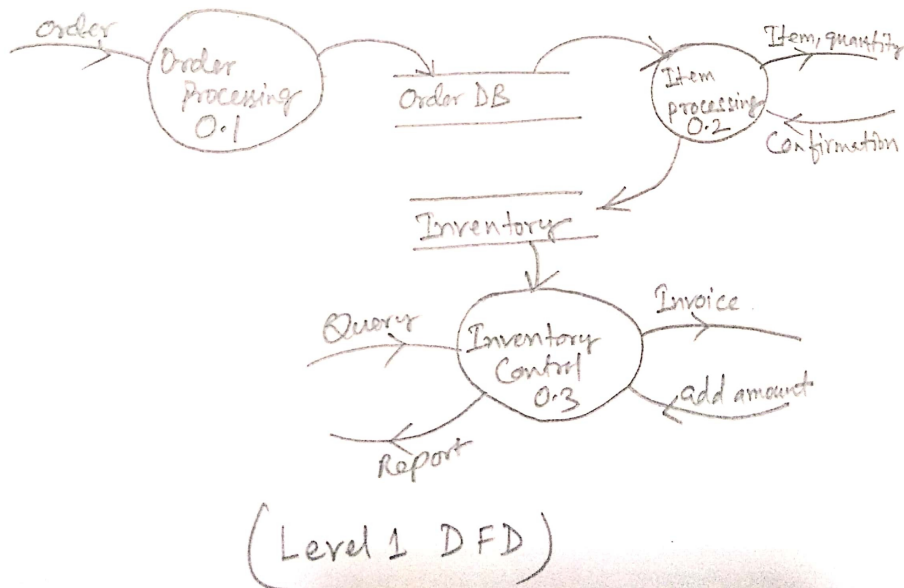 Order
Order
Processing
0.1
Order DB
Item
processing
0.2
Item, quantity
Confirmation
Inventory
Query
Inventory
Control
0.3
Invoice
add amount
Report
(Level 1 DFD)